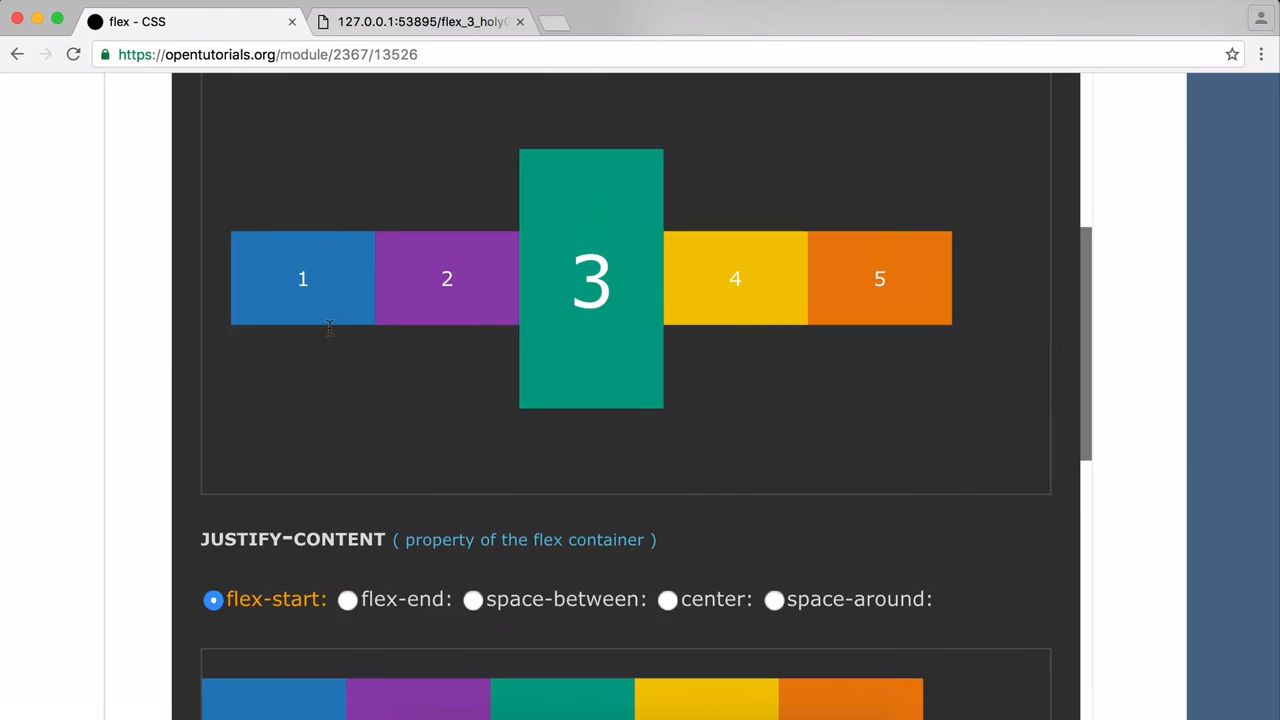 flex - CSS
127.0.0.1:53895/flex_3_holyG
https://opentutorials.org/module/2367/13526
1
2
3
4
5
JUSTIFY-CONTENT ( property of the flex container )
flex-start: flex-end: space-between: center: space-around: